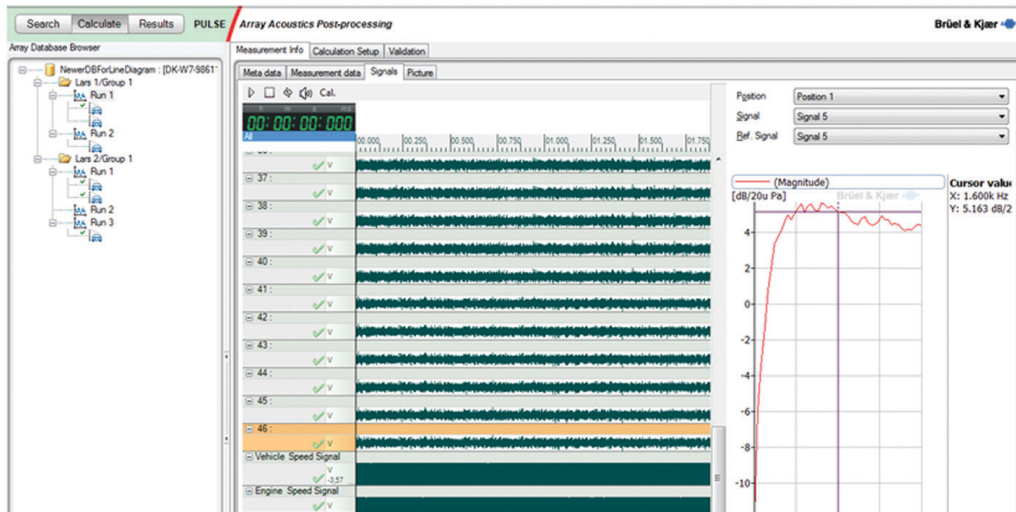 Search Calculate Results PULSE Array Acoustics Post-processing Brüel & Kjær
Array Database Browser
Measurement Info Calculation Setup Validation
NewerDBForLineDiagram : [DK-W7-9861
Meta data Measurement data Signals Picture
Lars 1/Group 1
Run 1
Run 2
Lars 2/Group 1
Run 1
Run 2
Run 3
Cal.
h m s ms
00:00:00:000
All
00.000 00.250 00.500 00.750 01.000 01.250 01.500 01.750
V
37 :
V
38 :
V
39 :
V
40 :
V
41 :
V
42 :
V
43 :
V
44 :
V
45 :
V
46 :
V
Vehicle Speed Signal
V
-3,57
Engine Speed Signal
V
Position Position 1
Signal Signal 5
Ref. Signal Signal 5
(Magnitude)
[dB/20u Pa] Brüel & Kjær
4
2
0
-2
-4
-6
-8
-10
Cursor value
X: 1.600k Hz
Y: 5.163 dB/2